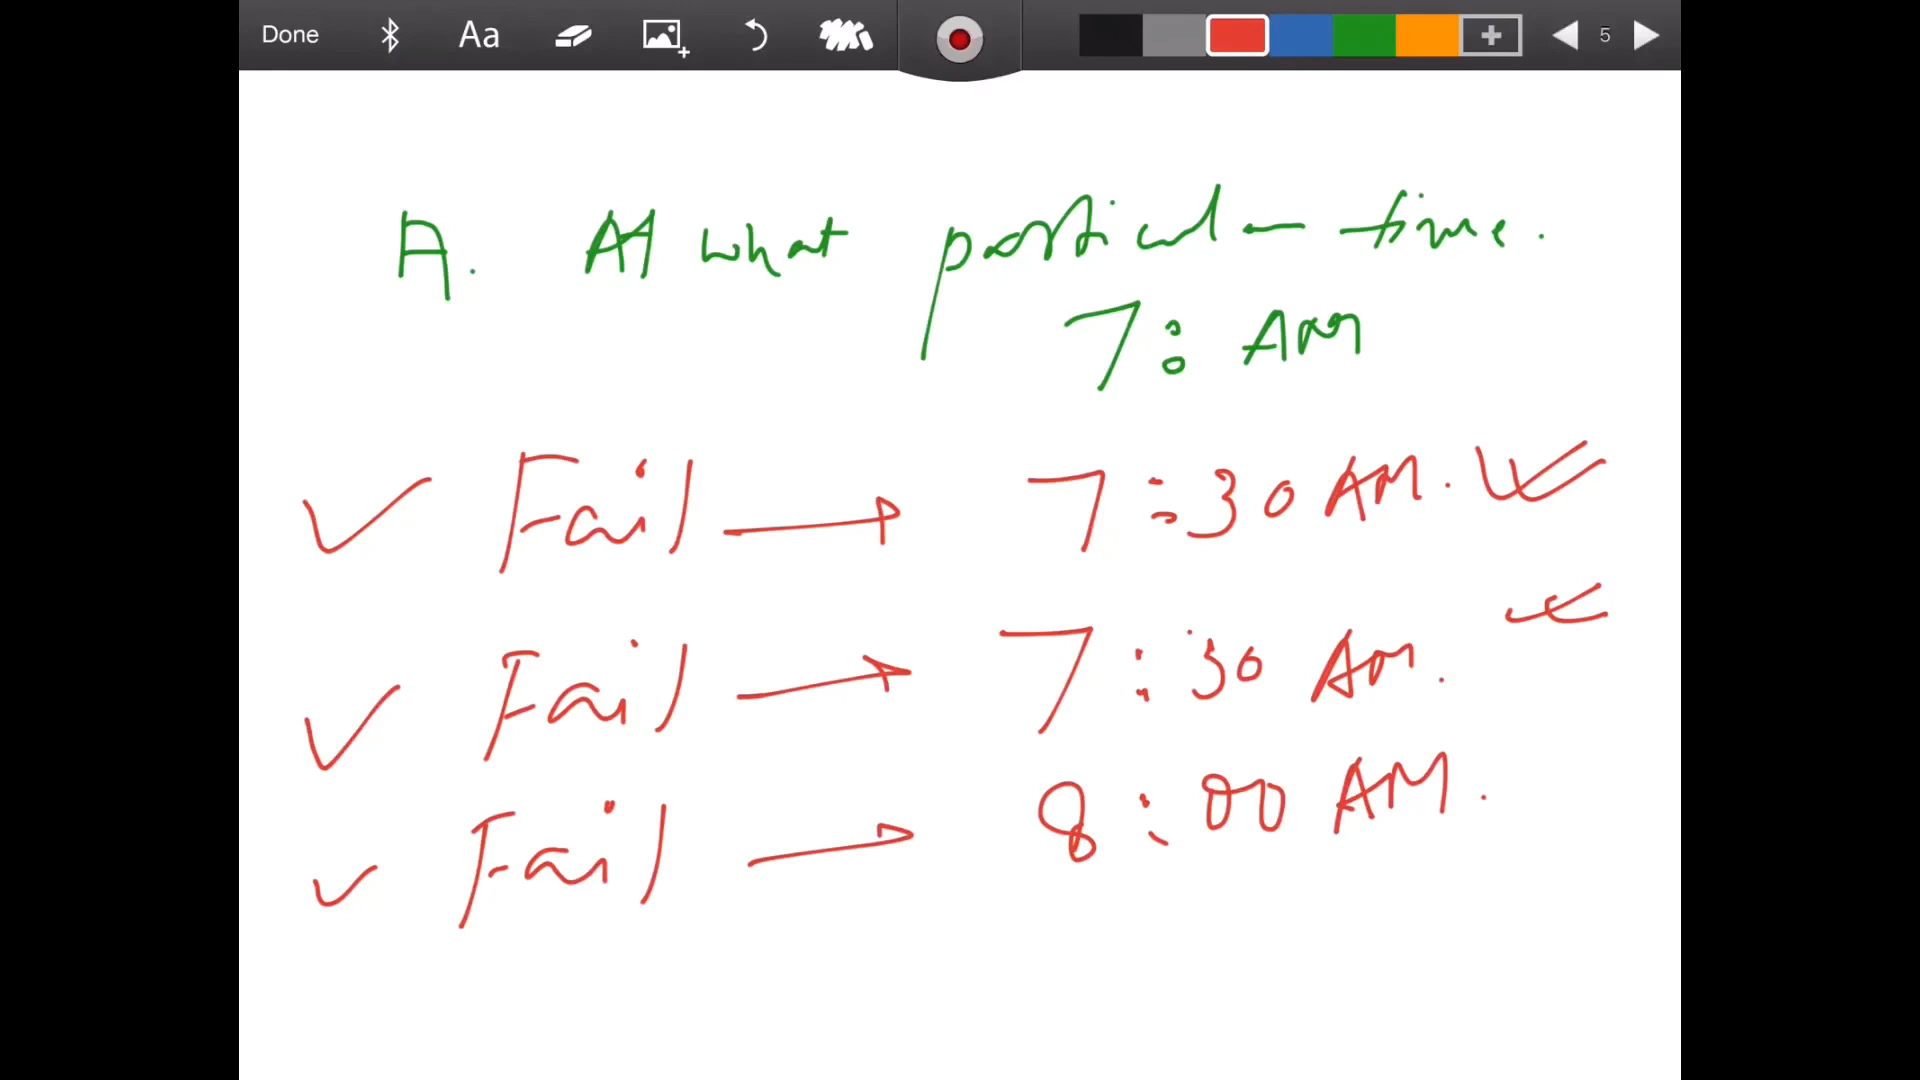 Done Aa 5
A. At what particular time.
7: AM
Fail → 7:30 AM.
Fail → 7:30 AM.
Fail → 8:00 AM.